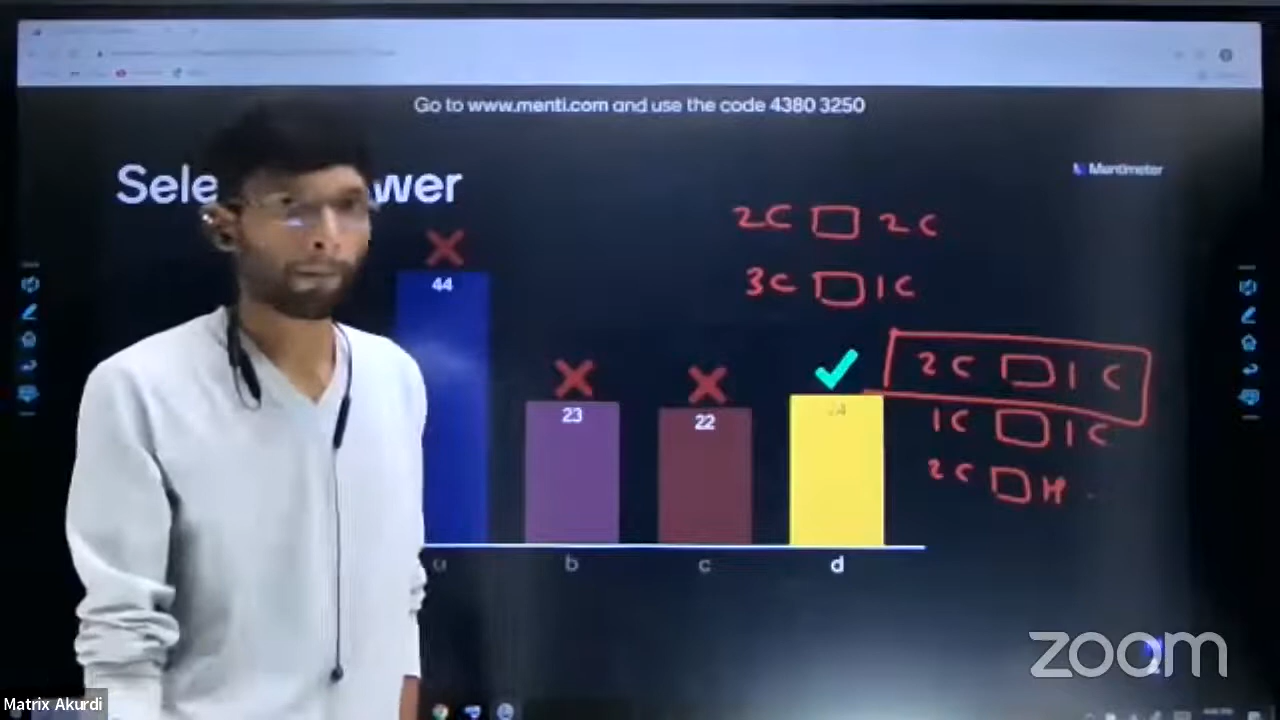 Go to www.menti.com and use the code 4380 3250
Sele wer
Mentimeter
2C □ 2C
3C □ 1C
44
2C □ 1C
23
22
24
1C □ 1C
2C □ H
a b c d
zoom
Matrix Akurdi